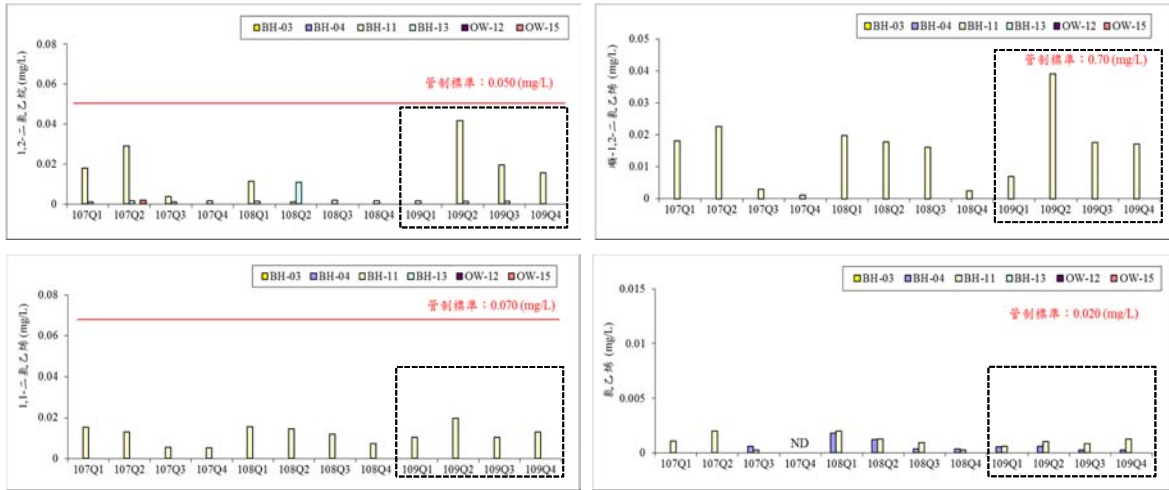 BH-03 BH-04 BH-11 BH-13 OW-12 OW-15
1,2-二氯乙烷 (mg/L)
0.08
0.06
0.04
0.02
0
管制標準：0.050 (mg/L)
107Q1 107Q2 107Q3 107Q4 108Q1 108Q2 108Q3 108Q4 109Q1 109Q2 109Q3 109Q4
BH-03 BH-04 BH-11 BH-13 OW-12 OW-15
順-1,2-二氯乙烯 (mg/L)
0.05
0.04
0.03
0.02
0.01
0
管制標準：0.70 (mg/L)
107Q1 107Q2 107Q3 107Q4 108Q1 108Q2 108Q3 108Q4 109Q1 109Q2 109Q3 109Q4
BH-03 BH-04 BH-11 BH-13 OW-12 OW-15
1,1-二氯乙烯 (mg/L)
0.08
0.06
0.04
0.02
0
管制標準：0.070 (mg/L)
107Q1 107Q2 107Q3 107Q4 108Q1 108Q2 108Q3 108Q4 109Q1 109Q2 109Q3 109Q4
BH-03 BH-04 BH-11 BH-13 OW-12 OW-15
氯乙烯 (mg/L)
0.015
0.01
0.005
0
管制標準：0.020 (mg/L)
ND
107Q1 107Q2 107Q3 107Q4 108Q1 108Q2 108Q3 108Q4 109Q1 109Q2 109Q3 109Q4